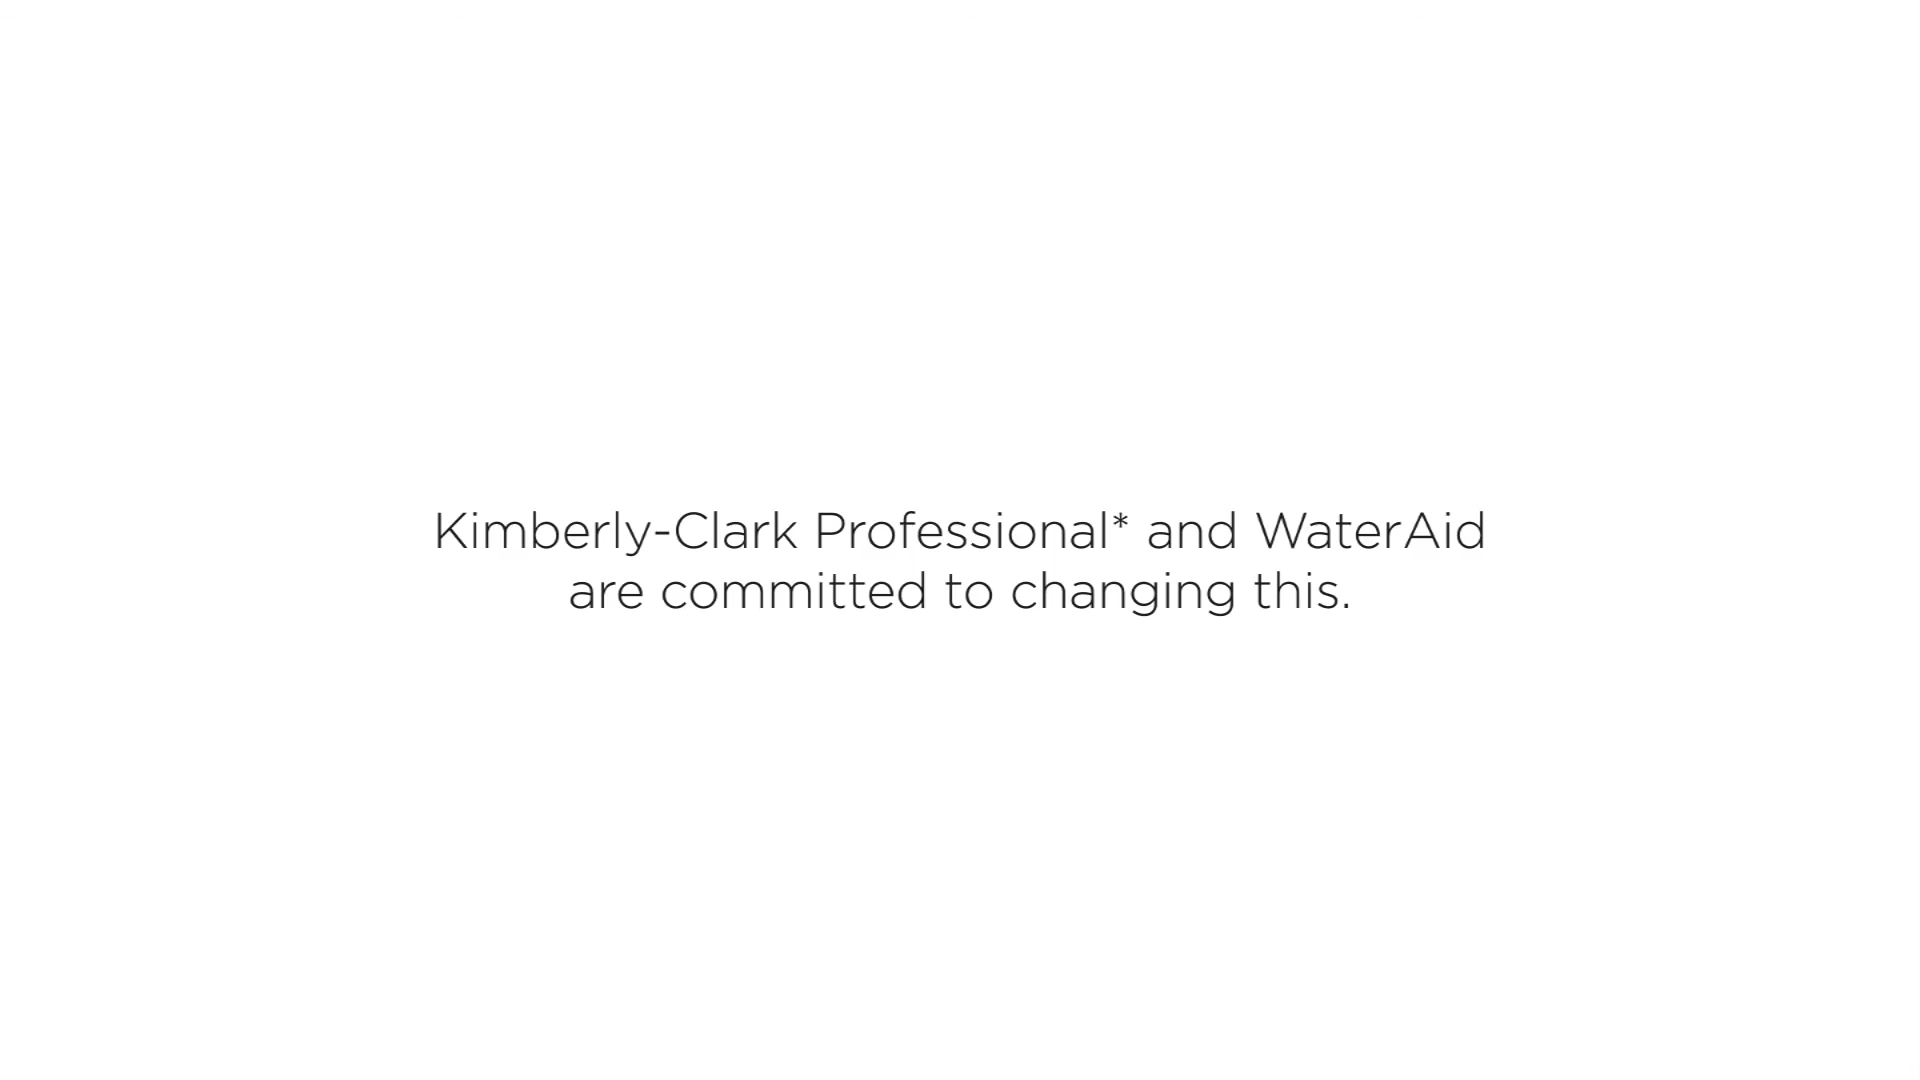 Kimberly-Clark Professional* and WaterAid
are committed to changing this.